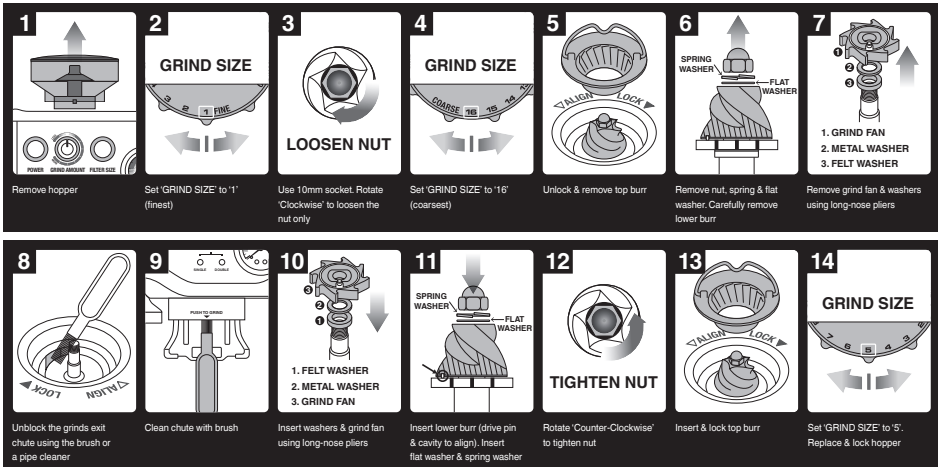 1
POWER GRIND AMOUNT FILTER SIZE
Remove hopper
2
GRIND SIZE
3 2 1 FINE
Set ‘GRIND SIZE’ to ‘1’
(finest)
3
LOOSEN NUT
Use 10mm socket. Rotate
‘Clockwise’ to loosen the
nut only
4
GRIND SIZE
COARSE 16 15 14 13
Set ‘GRIND SIZE’ to ‘16’
(coarsest)
5
ALIGN LOCK
Unlock & remove top burr
6
SPRING
WASHER
FLAT
WASHER
Remove nut, spring & flat
washer. Carefully remove
lower burr
7
1
2
3
1. GRIND FAN
2. METAL WASHER
3. FELT WASHER
Remove grind fan & washers
using long-nose pliers
8
LOCK ALIGN
Unblock the grinds exit
chute using the brush or
a pipe cleaner
9
SINGLE DOUBLE
PUSH TO GRIND
Clean chute with brush
10
3
2
1
1. FELT WASHER
2. METAL WASHER
3. GRIND FAN
Insert washers & grind fan
using long-nose pliers
11
SPRING
WASHER
FLAT
WASHER
Insert lower burr (drive pin
& cavity to align). Insert
flat washer & spring washer
12
TIGHTEN NUT
Rotate ‘Counter-Clockwise’
to tighten nut
13
ALIGN LOCK
Insert & lock top burr
14
GRIND SIZE
7 6 5 4 3
Set ‘GRIND SIZE’ to ‘5’.
Replace & lock hopper